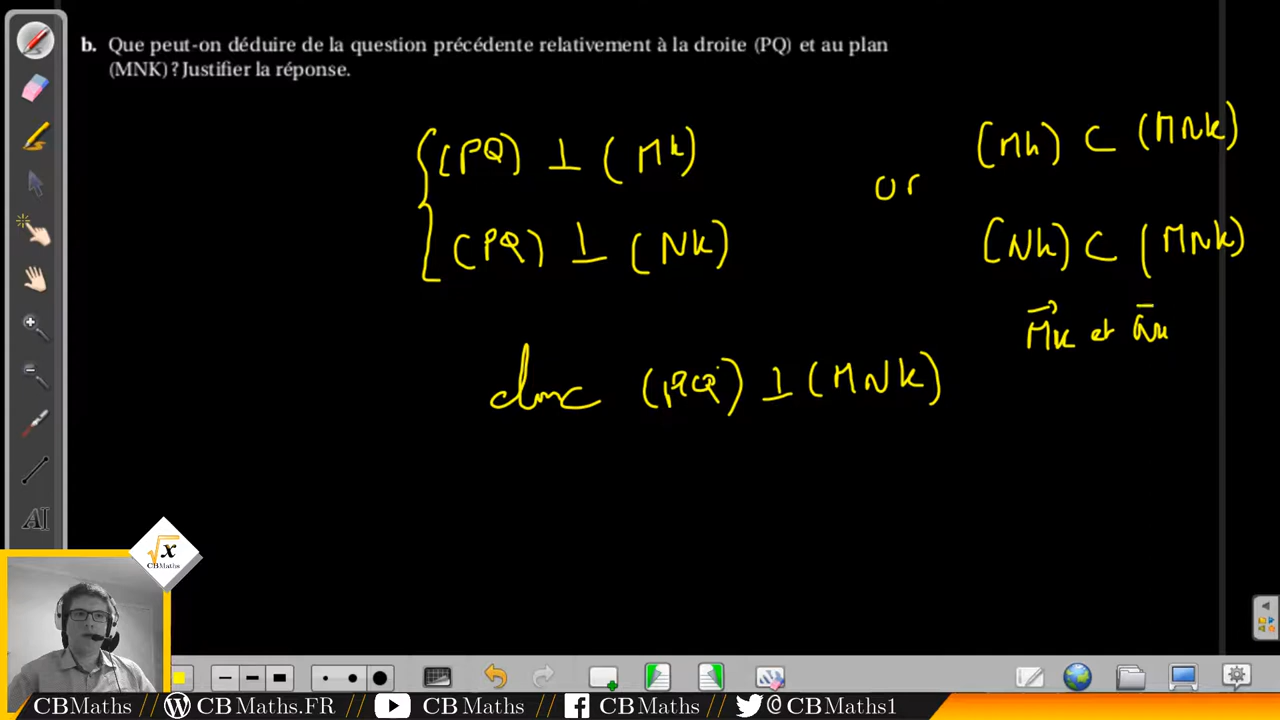 b. Que peut-on déduire de la question précédente relativement à la droite (PQ) et au plan
(MNK) ? Justifier la réponse.
(PQ) ⊥ (MK)
(PQ) ⊥ (NK)
or
(MK) ⊂ (MNK)
(NK) ⊂ (MNK)
MK et NK
donc (PQ) ⊥ (MNK)
AI
√x
CBMaths
CBMaths CBMaths.FR CBMaths CBMaths @CBMaths1